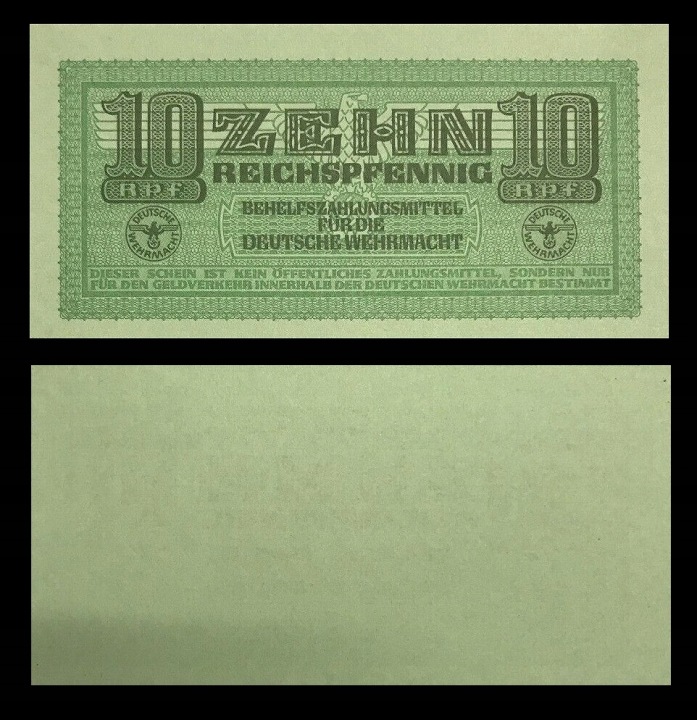 10 ZEHN 10
REICHSPFENNIG
Rpf Rpf
BEHELFSZAHLUNGSMITTEL
FÜR DIE
DEUTSCHE WEHRMACHT
DEUTSCHE WEHRMACHT
DEUTSCHE WEHRMACHT
DIESER SCHEIN IST KEIN ÖFFENTLICHES ZAHLUNGSMITTEL, SONDERN NUR
FÜR DEN GELDVERKEHR INNERHALB DER DEUTSCHEN WEHRMACHT BESTIMMT